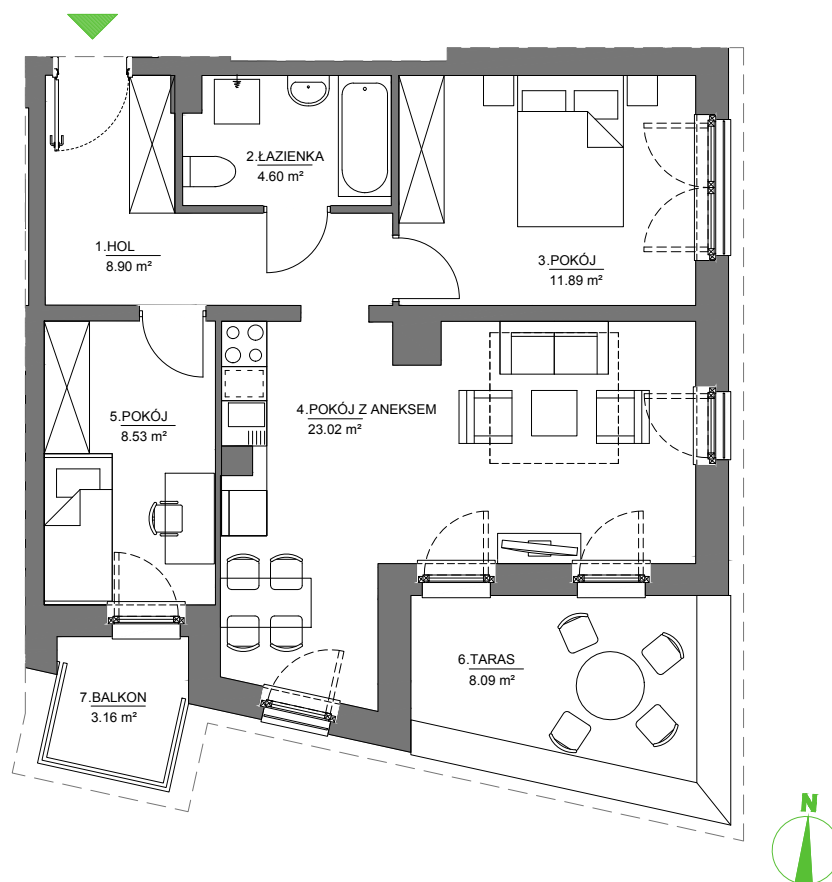 2.ŁAZIENKA
4.60 m²
1.HOL
8.90 m²
3.POKÓJ
11.89 m²
5.POKÓJ
8.53 m²
4.POKÓJ Z ANEKSEM
23.02 m²
6.TARAS
8.09 m²
7.BALKON
3.16 m²
N